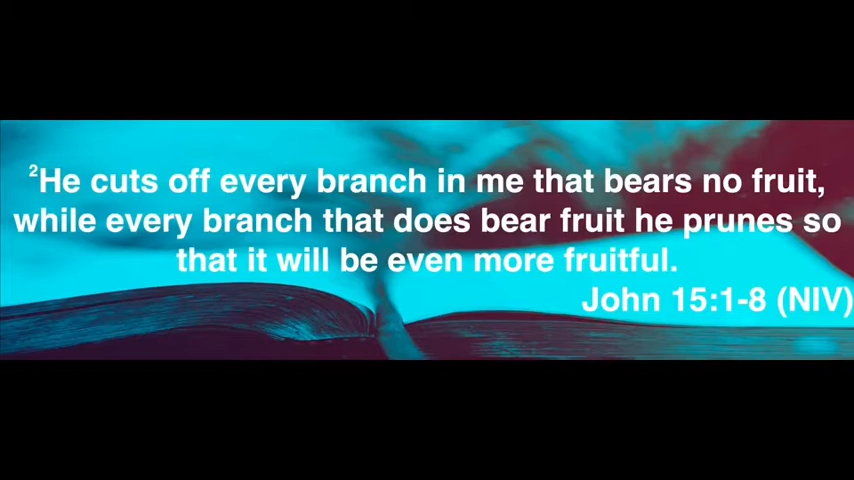 ²He cuts off every branch in me that bears no fruit,
while every branch that does bear fruit he prunes so
that it will be even more fruitful.
John 15:1-8 (NIV)